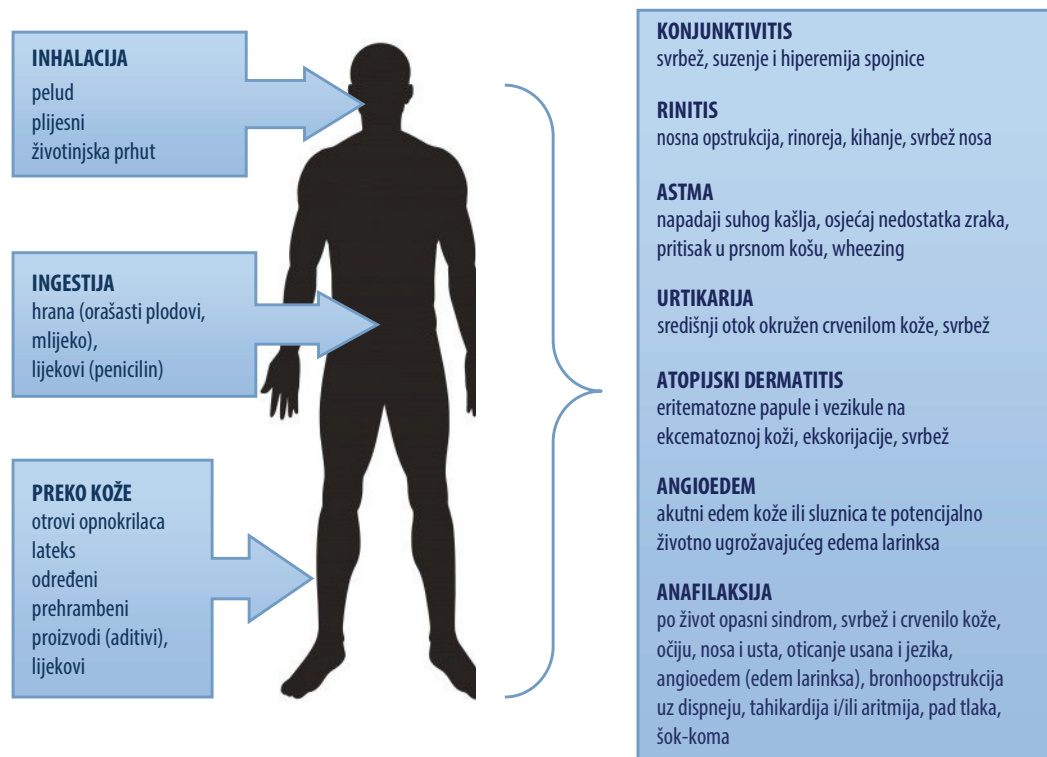 INHALACIJA
pelud
plijesni
životinjska prhut
INGESTIJA
hrana (orašasti plodovi,
mlijeko),
lijekovi (penicilin)
PREKO KOŽE
otrovi opnokrilaca
lateks
određeni
prehrambeni
proizvodi (aditivi),
lijekovi
KONJUNKTIVITIS
svrbež, suzenje i hiperemija spojnice
RINITIS
nosna opstrukcija, rinoreja, kihanje, svrbež nosa
ASTMA
napadaji suhog kašlja, osjećaj nedostatka zraka,
pritisak u prsnom košu, wheezing
URTIKARIJA
središnji otok okružen crvenilom kože, svrbež
ATOPIJSKI DERMATITIS
eritematozne papule i vezikule na
ekcematoznoj koži, ekskorijacije, svrbež
ANGIOEDEM
akutni edem kože ili sluznica te potencijalno
životno ugrožavajućeg edema larinksa
ANAFILAKSIJA
po život opasni sindrom, svrbež i crvenilo kože,
očiju, nosa i usta, oticanje usana i jezika,
angioedem (edem larinksa), bronhoopstrukcija
uz dispneju, tahikardija i/ili aritmija, pad tlaka,
šok-koma